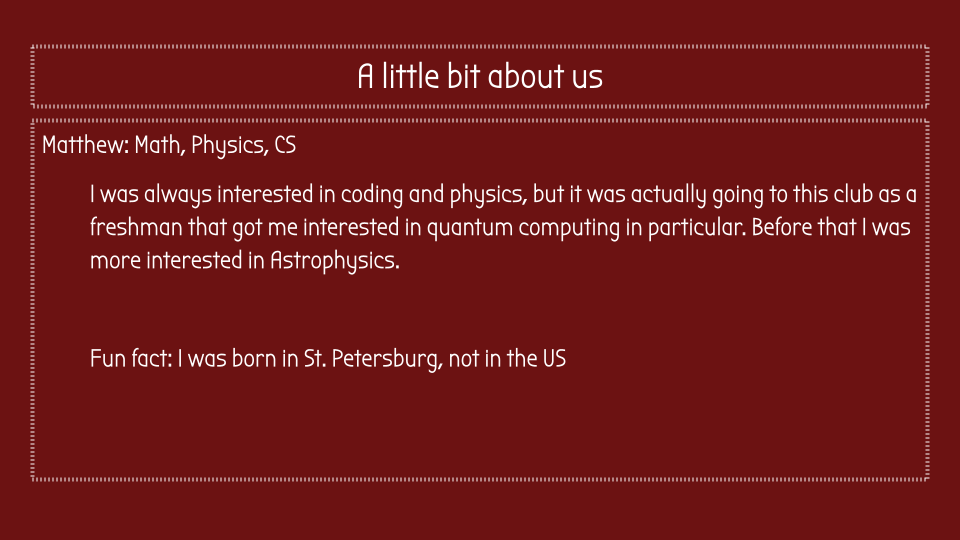 A little bit about us
Matthew: Math, Physics, CS
I was always interested in coding and physics, but it was actually going to this club as a
freshman that got me interested in quantum computing in particular. Before that I was
more interested in Astrophysics.
Fun fact: I was born in St. Petersburg, not in the US